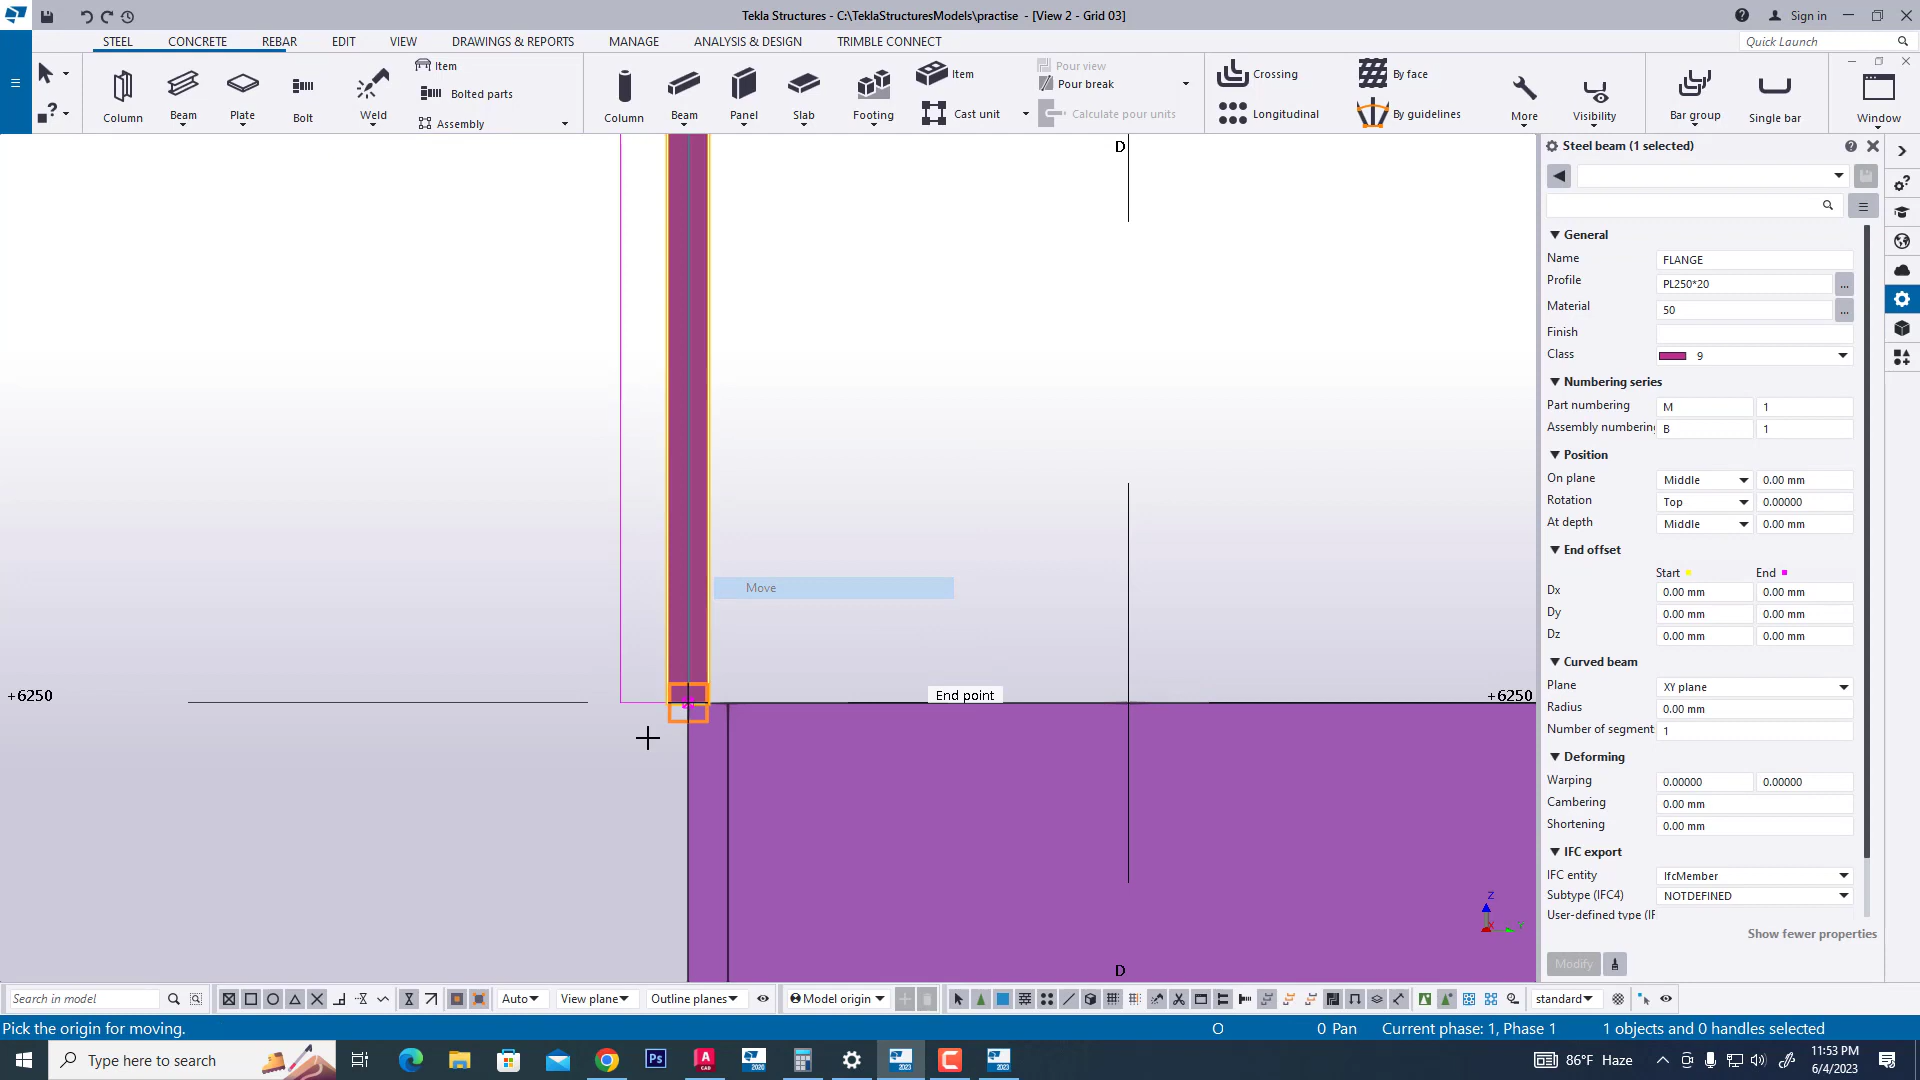 Tekla Structures - C:\TeklaStructuresModels\practise - [View 2 - Grid 03]
Sign in
STEEL CONCRETE REBAR EDIT VIEW DRAWINGS & REPORTS MANAGE ANALYSIS & DESIGN TRIMBLE CONNECT
Quick Launch
Column Beam Plate Bolt Weld
Item
Bolted parts
Assembly
Column Beam Panel Slab Footing
Item
Cast unit
Pour view
Pour break
Calculate pour units
Crossing
Longitudinal
By face
By guidelines
More
Visibility
Bar group
Single bar
Window
D
+6250
Move
End point
+6250
D
Z
Steel beam (1 selected)
General
Name FLANGE
Profile PL250*20 ...
Material 50 ...
Finish
Class 9
Numbering series
Part numbering M 1
Assembly numbering B 1
Position
On plane Middle 0.00 mm
Rotation Top 0.00000
At depth Middle 0.00 mm
End offset
Start End
Dx 0.00 mm 0.00 mm
Dy 0.00 mm 0.00 mm
Dz 0.00 mm 0.00 mm
Curved beam
Plane XY plane
Radius 0.00 mm
Number of segment 1
Deforming
Warping 0.00000 0.00000
Cambering 0.00 mm
Shortening 0.00 mm
IFC export
IFC entity IfcMember
Subtype (IFC4) NOTDEFINED
User-defined type (IF
Show fewer properties
Modify
Search in model
Auto
View plane
Outline planes
Model origin
standard
Pick the origin for moving.
O
0 Pan
Current phase: 1, Phase 1
1 objects and 0 handles selected
Type here to search
Ps
A
CAD
2020
2023
2023
86°F Haze
11:53 PM
6/4/2023